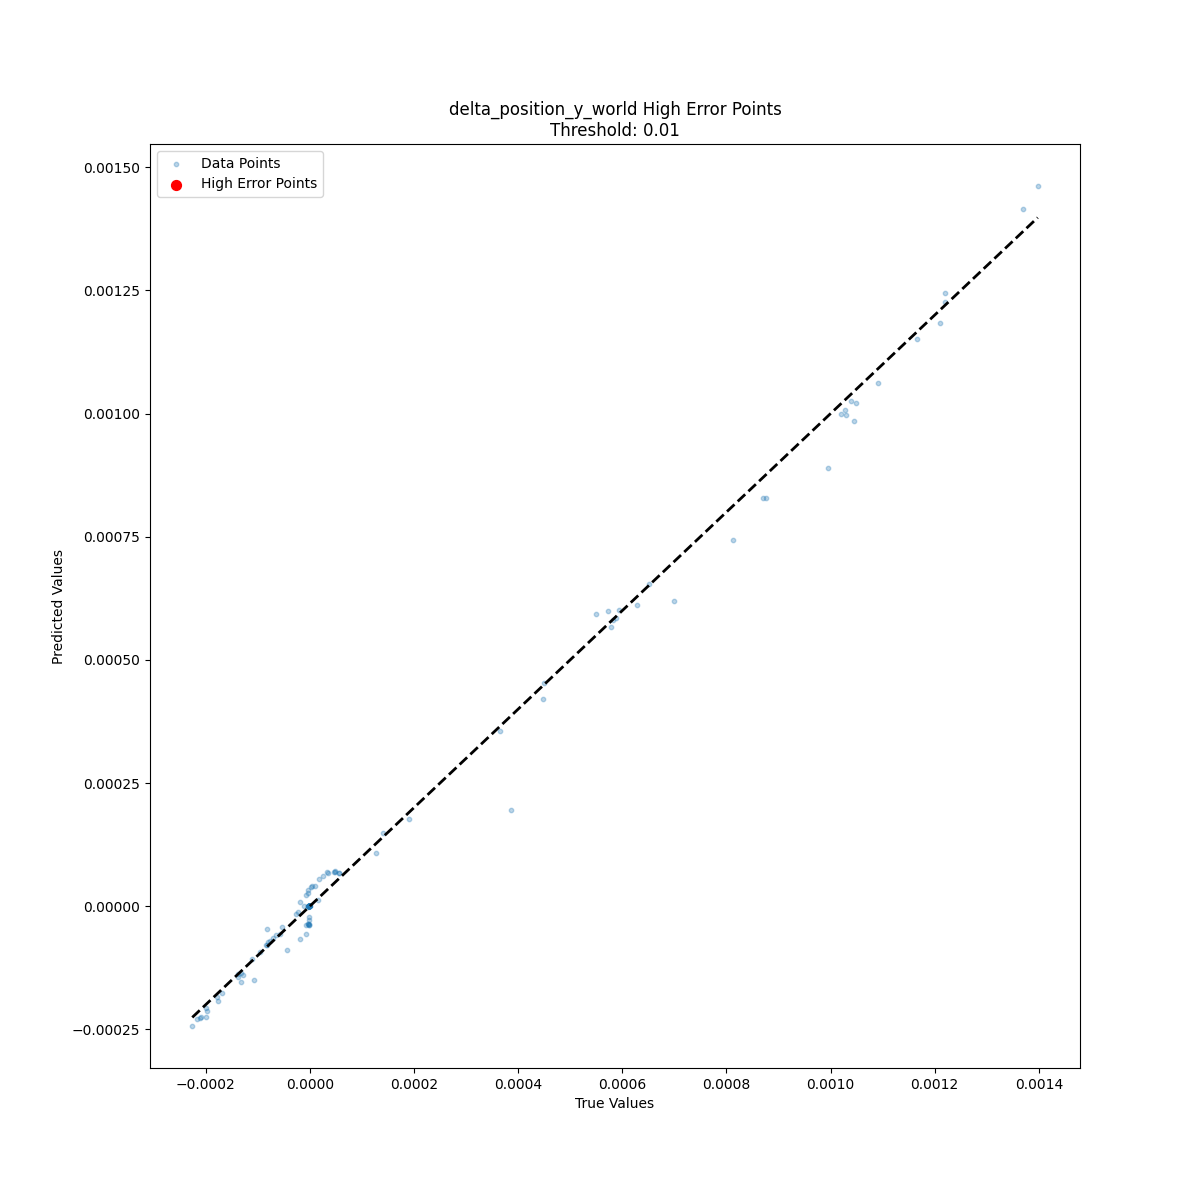 delta_position_y_world High Error Points
Threshold: 0.01
Data Points
High Error Points
0.00150
0.00125
0.00100
0.00075
0.00050
0.00025
0.00000
−0.00025
Predicted Values
−0.0002 0.0000 0.0002 0.0004 0.0006 0.0008 0.0010 0.0012 0.0014
True Values